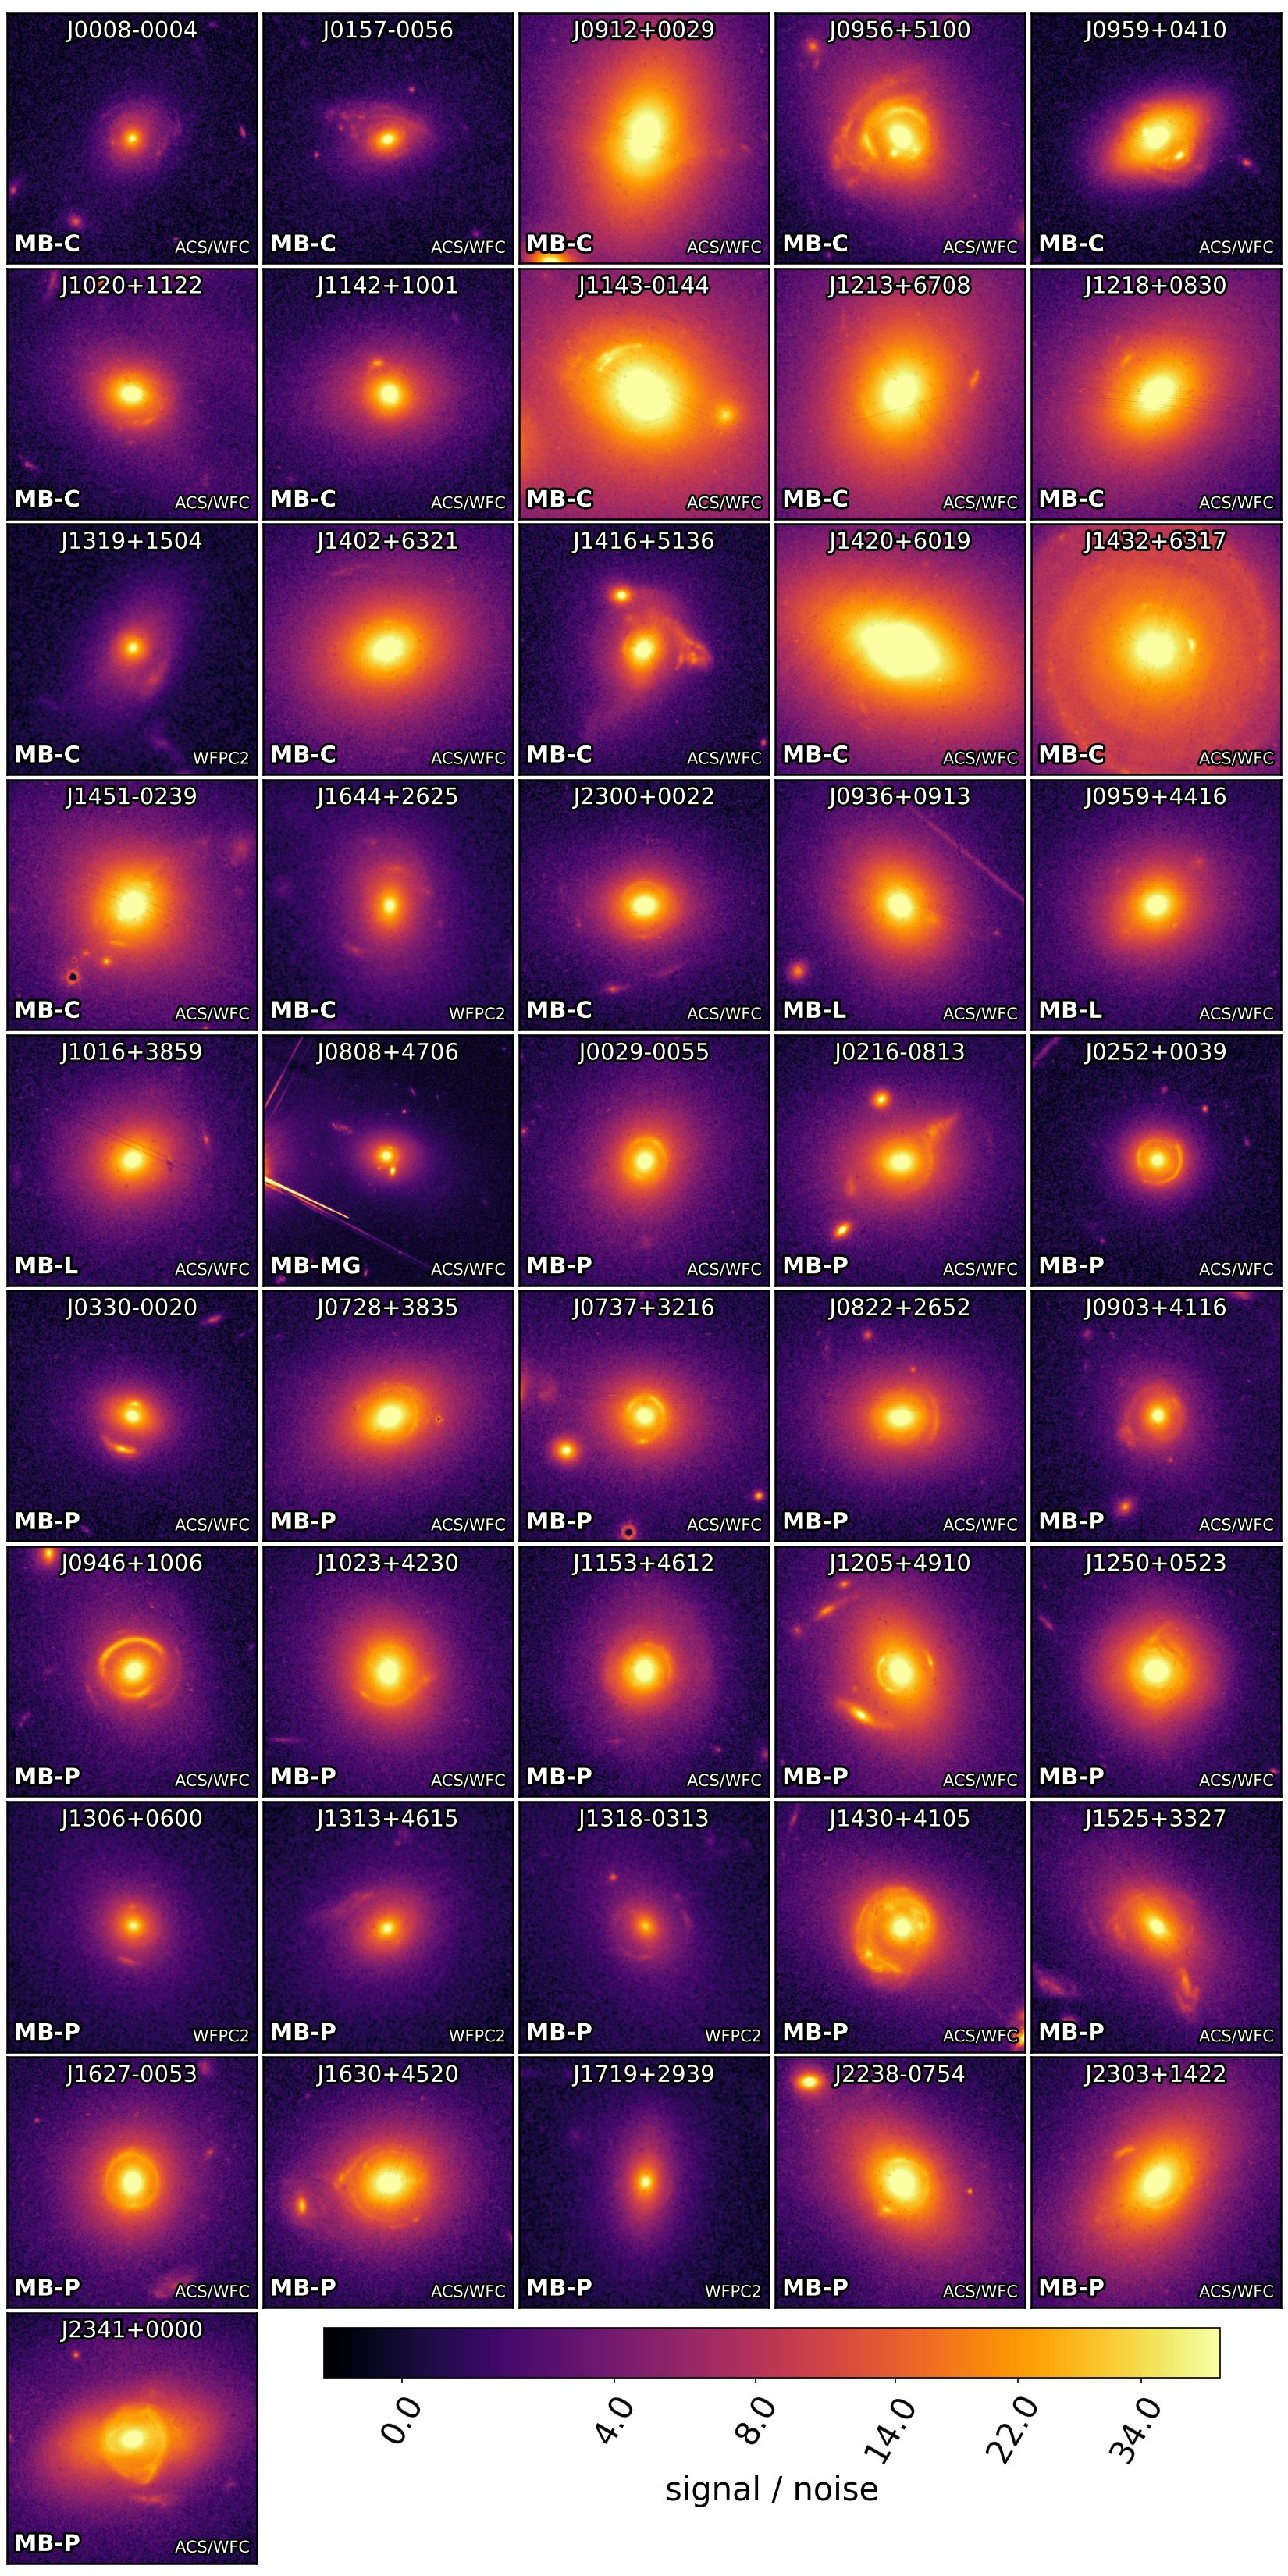 J0008-0004 J0157-0056 J0912+0029 J0956+5100 J0959+0410
MB-C ACS/WFC MB-C ACS/WFC MB-C ACS/WFC MB-C ACS/WFC MB-C ACS/WFC
J1020+1122 J1142+1001 J1143-0144 J1213+6708 J1218+0830
MB-C ACS/WFC MB-C ACS/WFC MB-C ACS/WFC MB-C ACS/WFC MB-C ACS/WFC
J1319+1504 J1402+6321 J1416+5136 J1420+6019 J1432+6317
MB-C WFPC2 MB-C ACS/WFC MB-C ACS/WFC MB-C ACS/WFC MB-C ACS/WFC
J1451-0239 J1644+2625 J2300+0022 J0936+0913 J0959+4416
MB-C ACS/WFC MB-C WFPC2 MB-C ACS/WFC MB-L ACS/WFC MB-L ACS/WFC
J1016+3859 J0808+4706 J0029-0055 J0216-0813 J0252+0039
MB-L ACS/WFC MB-MG ACS/WFC MB-P ACS/WFC MB-P ACS/WFC MB-P ACS/WFC
J0330-0020 J0728+3835 J0737+3216 J0822+2652 J0903+4116
MB-P ACS/WFC MB-P ACS/WFC MB-P ACS/WFC MB-P ACS/WFC MB-P ACS/WFC
J0946+1006 J1023+4230 J1153+4612 J1205+4910 J1250+0523
MB-P ACS/WFC MB-P ACS/WFC MB-P ACS/WFC MB-P ACS/WFC MB-P ACS/WFC
J1306+0600 J1313+4615 J1318-0313 J1430+4105 J1525+3327
MB-P WFPC2 MB-P WFPC2 MB-P WFPC2 MB-P ACS/WFC MB-P ACS/WFC
J1627-0053 J1630+4520 J1719+2939 J2238-0754 J2303+1422
MB-P ACS/WFC MB-P ACS/WFC MB-P WFPC2 MB-P ACS/WFC MB-P ACS/WFC
J2341+0000
MB-P ACS/WFC
0.0 4.0 8.0 14.0 22.0 34.0
signal / noise